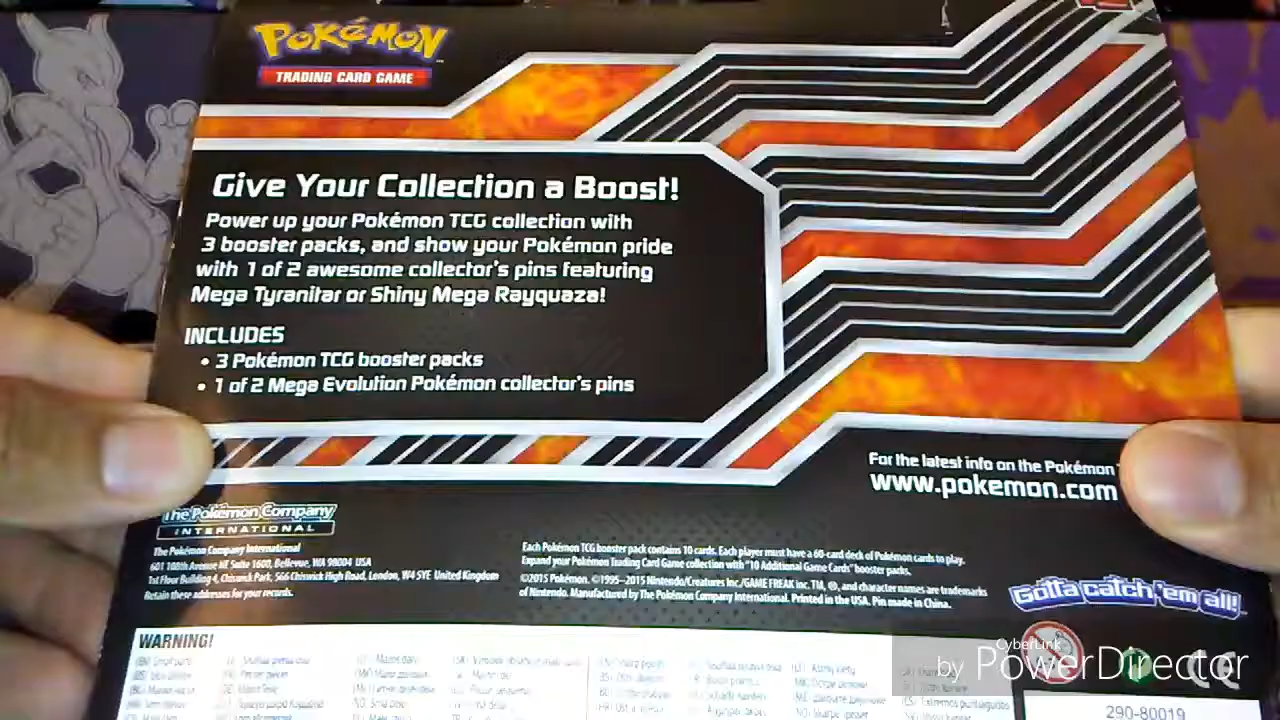 POKéMON
TRADING CARD GAME
Give Your Collection a Boost!
Power up your Pokémon TCG collection with
3 booster packs, and show your Pokémon pride
with 1 of 2 awesome collector's pins featuring
Mega Tyranitar or Shiny Mega Rayquaza!
INCLUDES
• 3 Pokémon TCG booster packs
• 1 of 2 Mega Evolution Pokémon collector's pins
For the latest info on the Pokémon
www.pokemon.com
The Pokémon Company
INTERNATIONAL
The Pokémon Company International
601 108th Avenue NE Suite 1600, Bellevue, WA 98004 USA
1st Floor Building 4, Chiswick Park, 566 Chiswick High Road, London, W4 5YE United Kingdom
Retain these addresses for your records.
Each Pokémon TCG booster pack contains 10 cards. Each player must have a 60-card deck of Pokémon cards to play.
Expand your Pokémon Trading Card Game collection with "10 Additional Game Cards" booster packs.
©2015 Pokémon. ©1995–2015 Nintendo/Creatures Inc./GAME FREAK inc. TM, ®, and character names are trademarks
of Nintendo. Manufactured by The Pokémon Company International. Printed in the USA. Pin made in China.
Gotta catch 'em all!
WARNING!
CyberLink
by PowerDirector
CE
290-80019